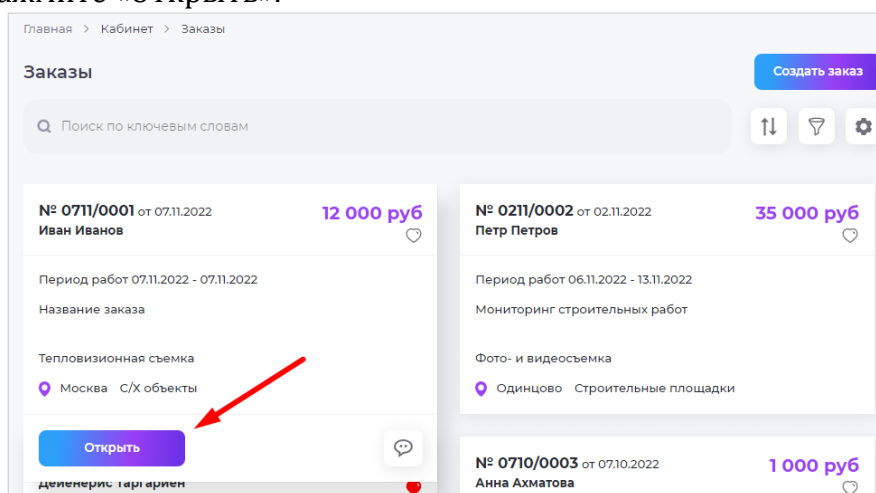 нажмите «открыть».
Главная > Кабинет > Заказы
Заказы
Создать заказ
Поиск по ключевым словам
№ 0711/0001 от 07.11.2022
12 000 руб
Иван Иванов
Период работ 07.11.2022 - 07.11.2022
Название заказа
Тепловизионная съемка
Москва С/Х объекты
Открыть
Дейенерис Таргариен
№ 0211/0002 от 02.11.2022
35 000 руб
Петр Петров
Период работ 06.11.2022 - 13.11.2022
Мониторинг строительных работ
Фото- и видеосъемка
Одинцово Строительные площадки
№ 0710/0003 от 07.10.2022
1 000 руб
Анна Ахматова